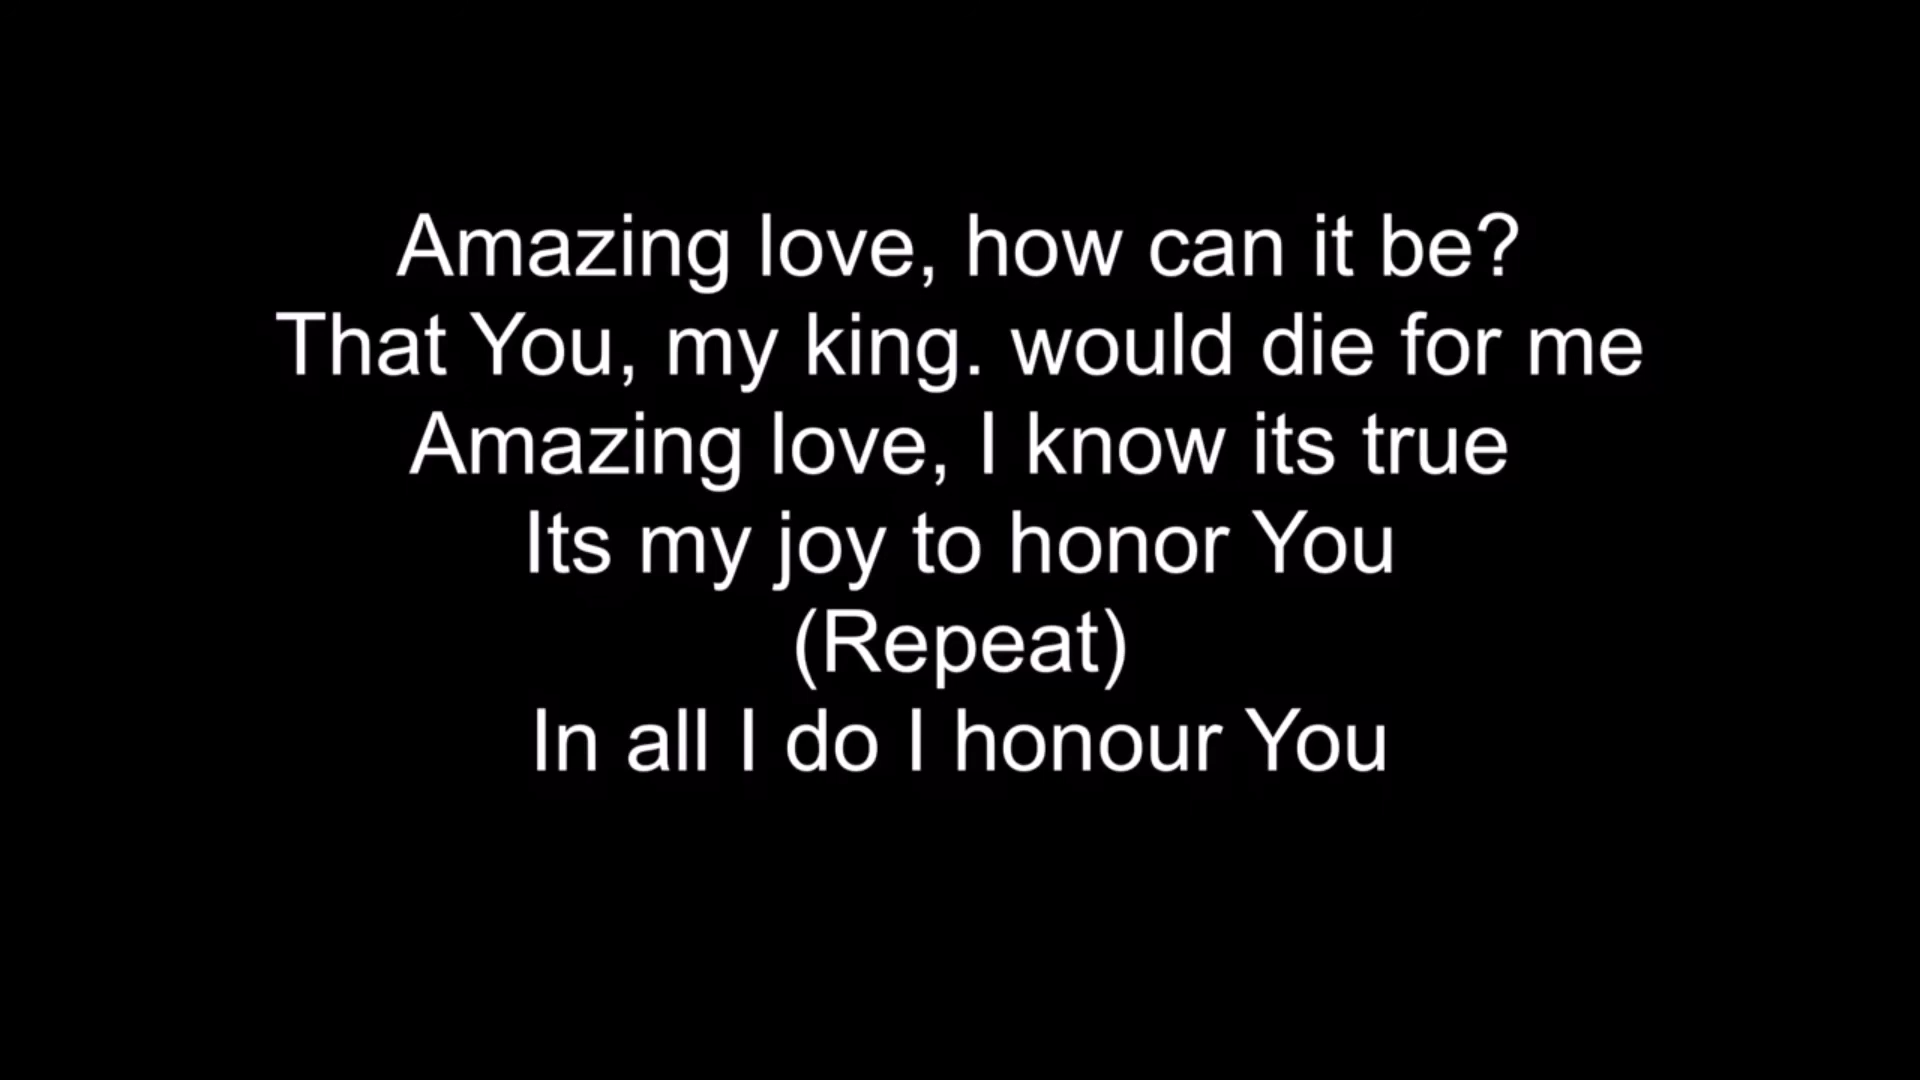 Amazing love, how can it be?
That You, my king. would die for me
Amazing love, I know its true
Its my joy to honor You
(Repeat)
In all I do I honour You